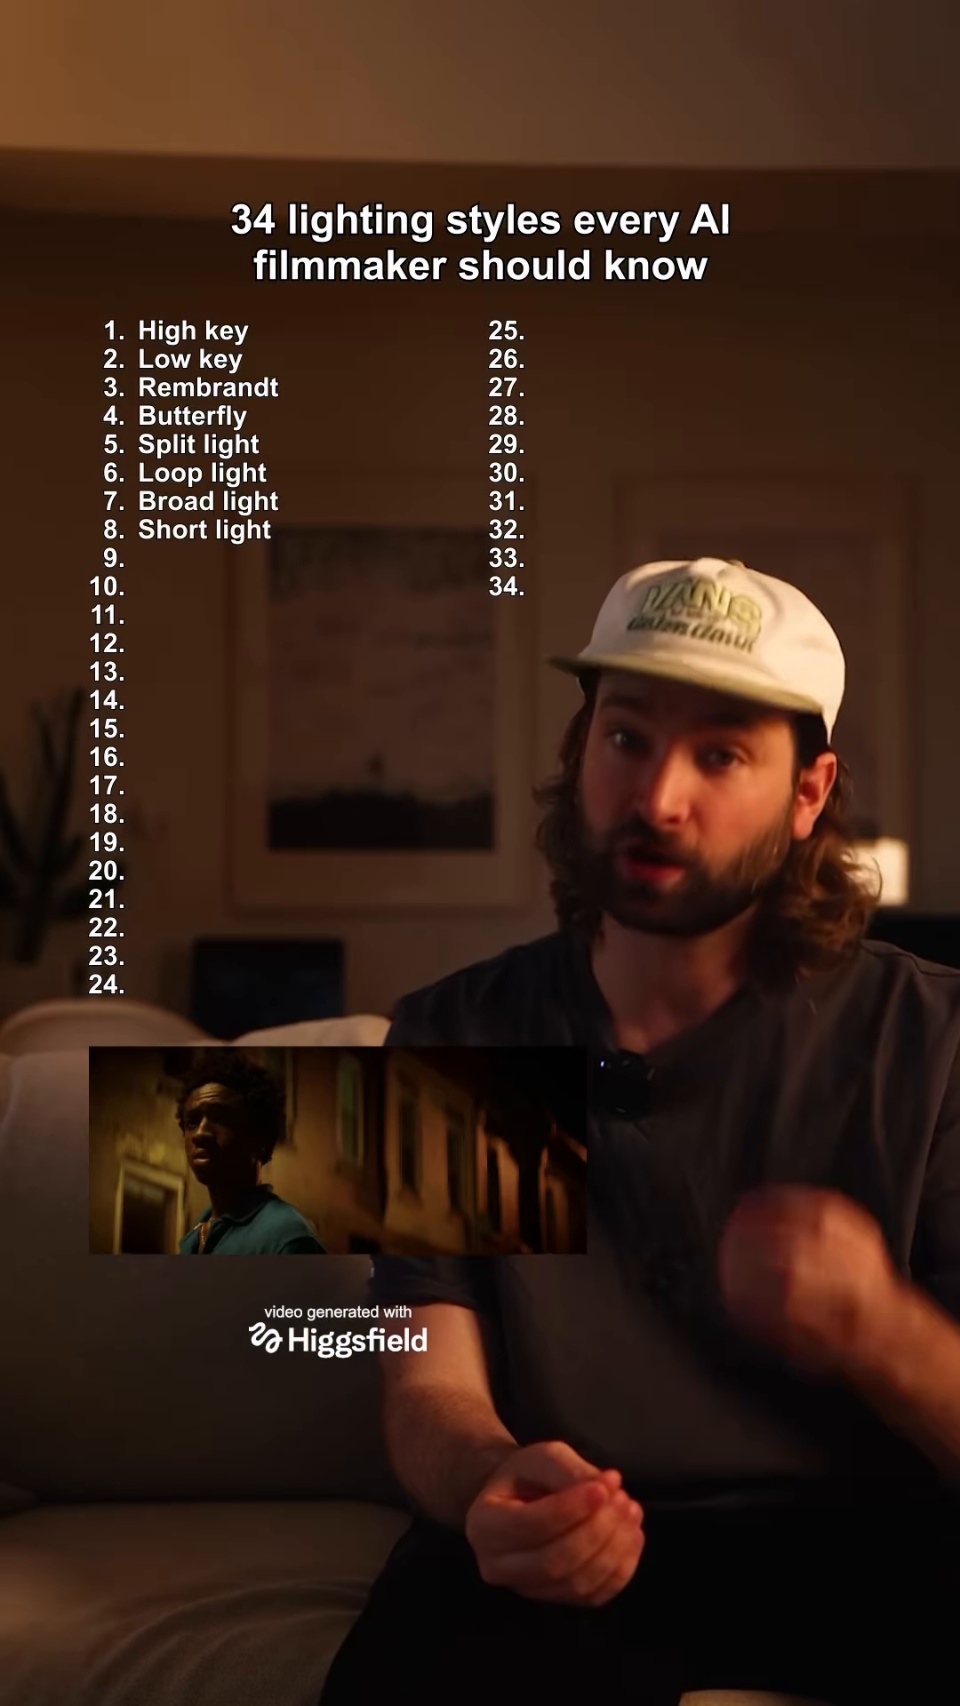 34 lighting styles every AI
filmmaker should know
1. High key
2. Low key
3. Rembrandt
4. Butterfly
5. Split light
6. Loop light
7. Broad light
8. Short light
9.
10.
11.
12.
13.
14.
15.
16.
17.
18.
19.
20.
21.
22.
23.
24.
25.
26.
27.
28.
29.
30.
31.
32.
33.
34.
VANS
video generated with
Higgsfield